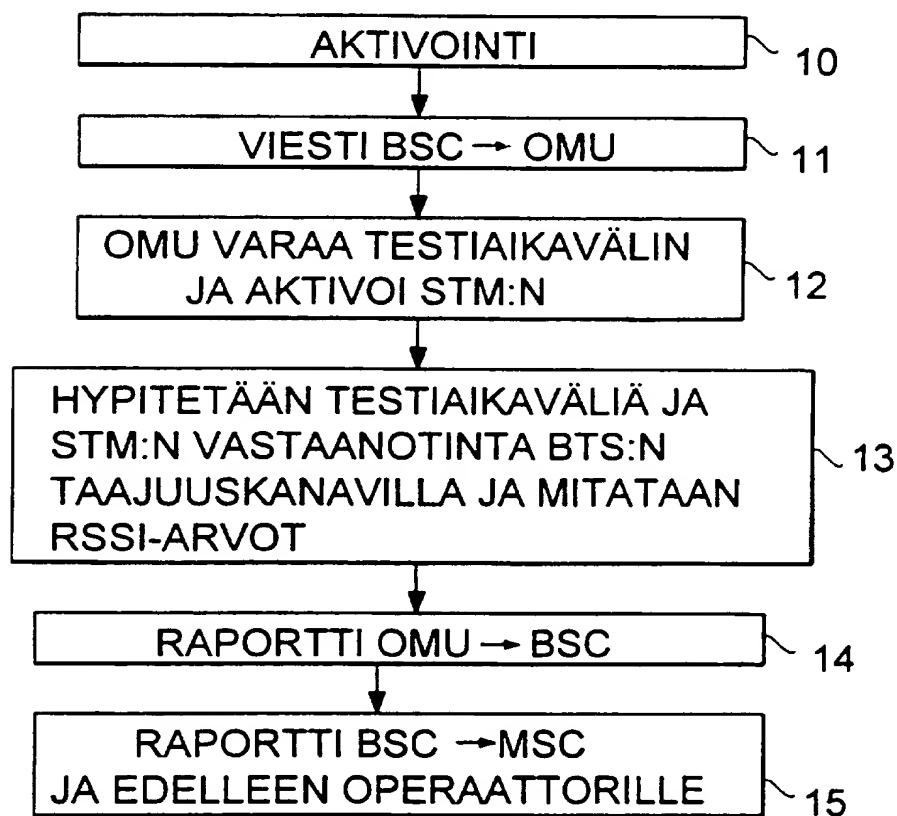 AKTIVOINTI
10
VIESTI BSC → OMU
11
OMU VARAA TESTIAIKAVÄLIN
JA AKTIVOI STM:N
12
HYPITETÄÄN TESTIAIKAVÄLIÄ JA
STM:N VASTAANOTINTA BTS:N
TAAJUUSKANAVILLA JA MITATAAN
RSSI-ARVOT
13
RAPORTTI OMU → BSC
14
RAPORTTI BSC → MSC
JA EDELLEEN OPERAATTORILLE
15